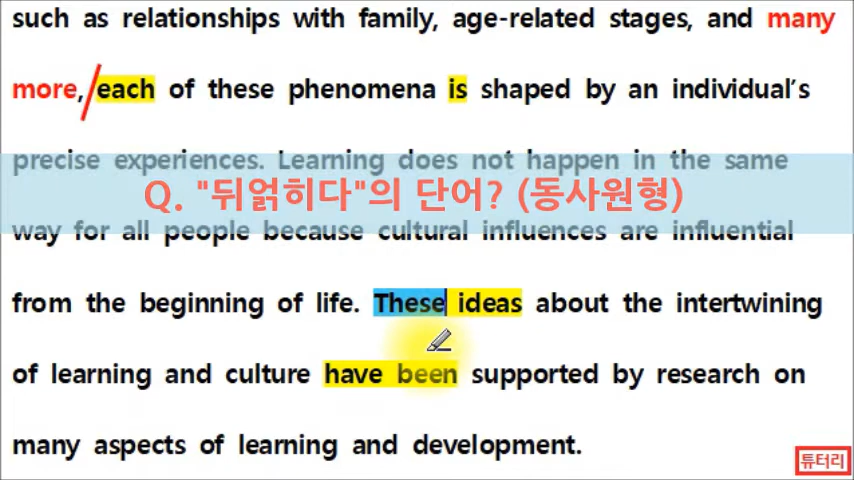 such as relationships with family, age-related stages, and many
more, each of these phenomena is shaped by an individual's
precise experiences. Learning does not happen in the same
Q. "뒤얽히다"의 단어? (동사원형)
way for all people because cultural influences are influential
from the beginning of life. These ideas about the intertwining
of learning and culture have been supported by research on
many aspects of learning and development.
튜터리